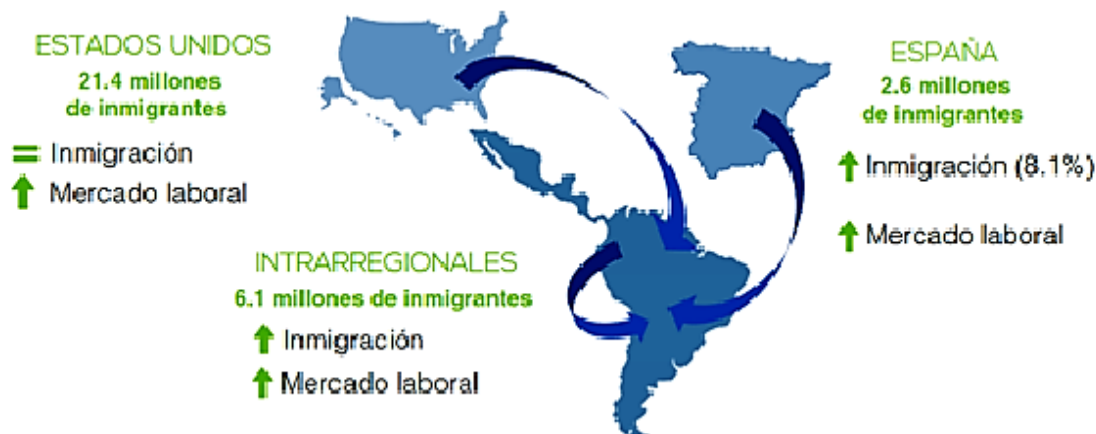 ESTADOS UNIDOS
21.4 millones
de inmigrantes
= Inmigración
Mercado laboral
ESPAÑA
2.6 millones
de inmigrantes
Inmigración (8.1%)
Mercado laboral
INTRARREGIONALES
6.1 millones de inmigrantes
Inmigración
Mercado laboral